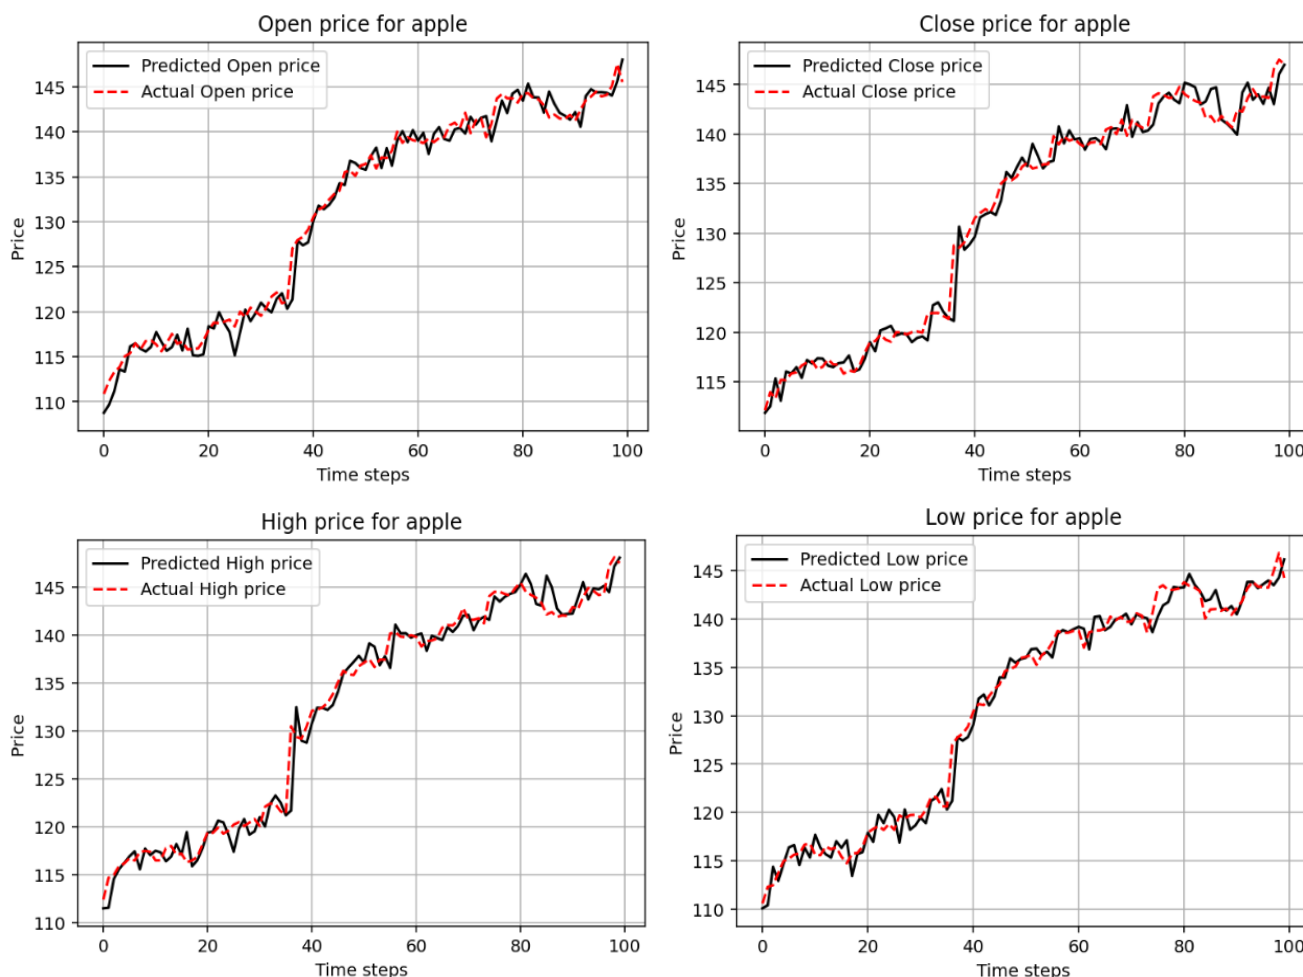 Open price for apple
Predicted Open price
Actual Open price
145
140
135
130
125
120
115
110
Price
0 20 40 60 80 100
Time steps
Close price for apple
Predicted Close price
Actual Close price
145
140
135
130
125
120
115
Price
0 20 40 60 80 100
Time steps
High price for apple
Predicted High price
Actual High price
145
140
135
130
125
120
115
110
Price
0 20 40 60 80 100
Time steps
Low price for apple
Predicted Low price
Actual Low price
145
140
135
130
125
120
115
110
Price
0 20 40 60 80 100
Time steps